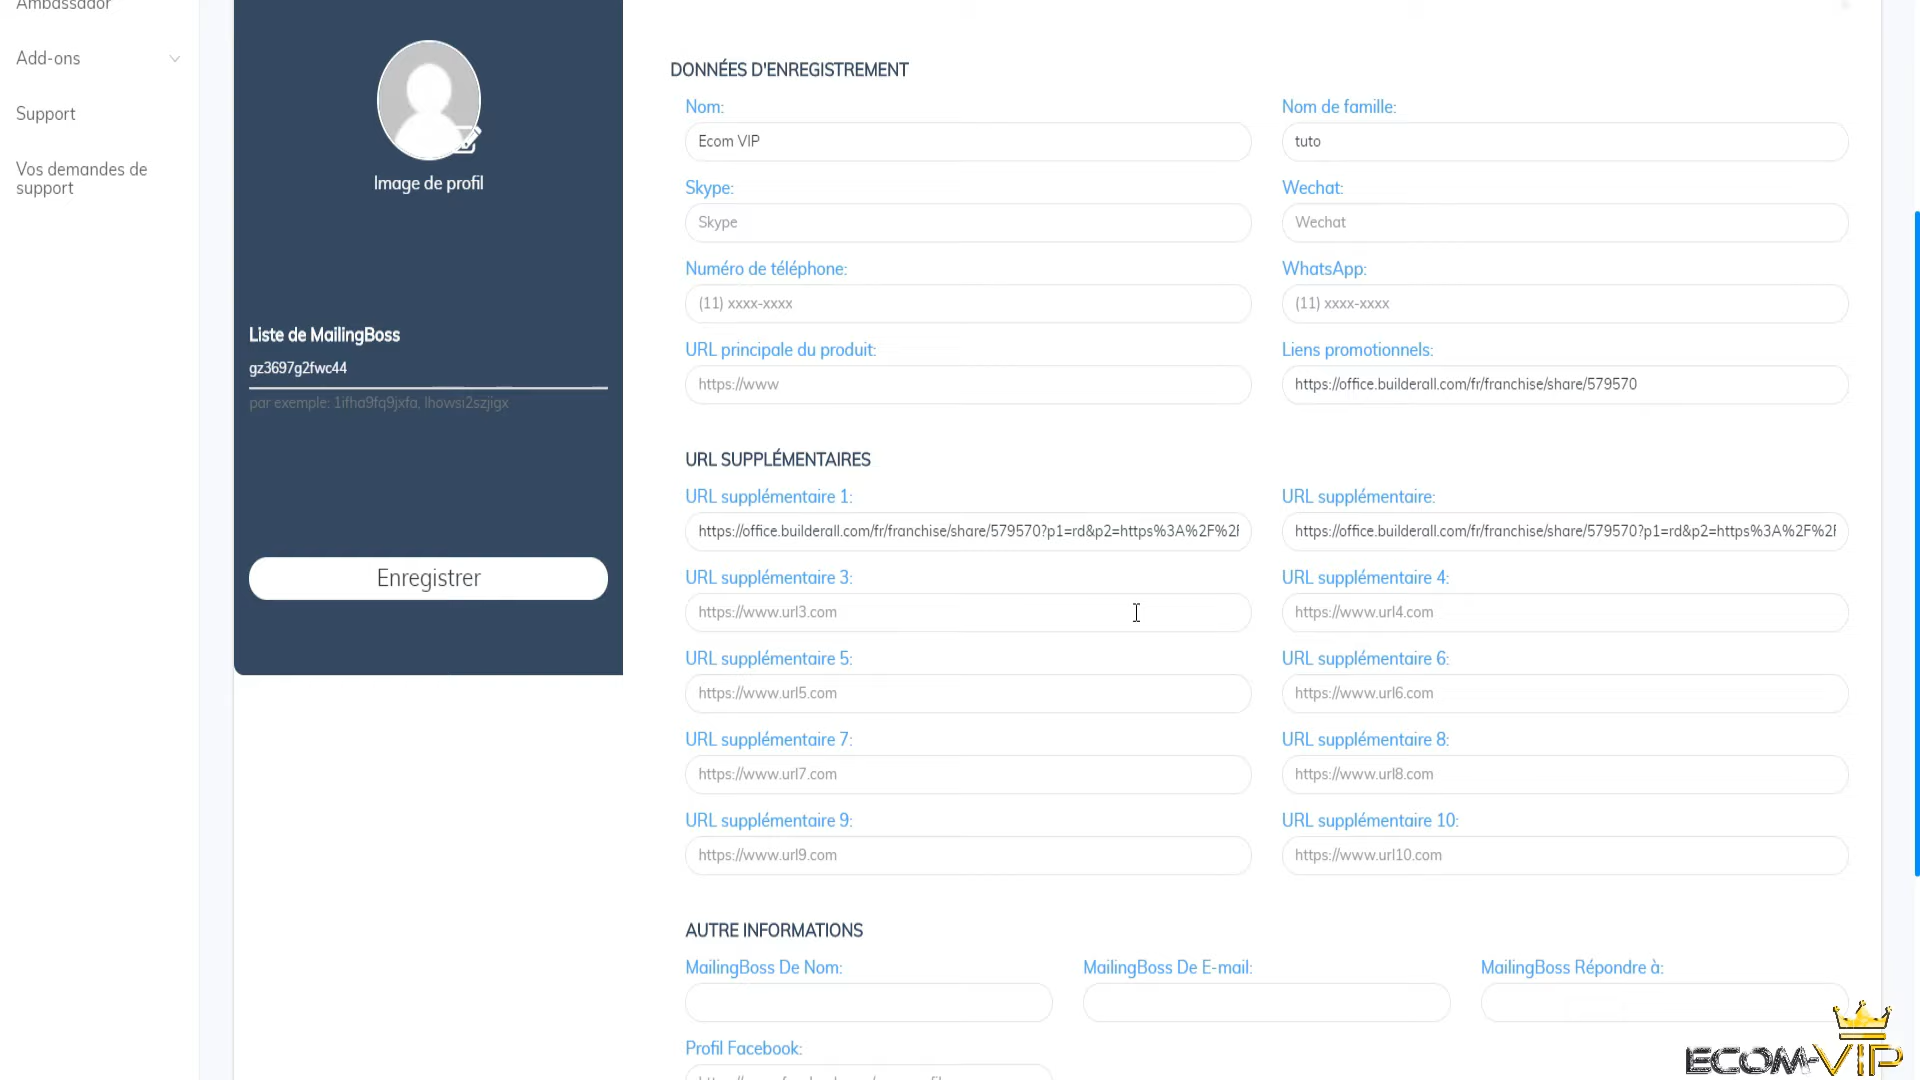 Ambassador
Add-ons
Support
Vos demandes de
support
Image de profil
Liste de MailingBoss
gz3697g2fwc44
par exemple: 1ifha9fq9jxfa, lhowsi2szjigx
Enregistrer
DONNÉES D'ENREGISTREMENT
Nom:
Nom de famille:
Ecom VIP
tuto
Skype:
Wechat:
Skype
Wechat
Numéro de téléphone:
WhatsApp:
(11) xxxx-xxxx
(11) xxxx-xxxx
URL principale du produit:
Liens promotionnels:
https://www
https://office.builderall.com/fr/franchise/share/579570
URL SUPPLÉMENTAIRES
URL supplémentaire 1:
URL supplémentaire:
https://office.builderall.com/fr/franchise/share/579570?p1=rd&p2=https%3A%2F%2F
https://office.builderall.com/fr/franchise/share/579570?p1=rd&p2=https%3A%2F%2F
URL supplémentaire 3:
URL supplémentaire 4:
https://www.url3.com
https://www.url4.com
URL supplémentaire 5:
URL supplémentaire 6:
https://www.url5.com
https://www.url6.com
URL supplémentaire 7:
URL supplémentaire 8:
https://www.url7.com
https://www.url8.com
URL supplémentaire 9:
URL supplémentaire 10:
https://www.url9.com
https://www.url10.com
AUTRE INFORMATIONS
MailingBoss De Nom:
MailingBoss De E-mail:
MailingBoss Répondre à:
Profil Facebook:
ECOM-VIP